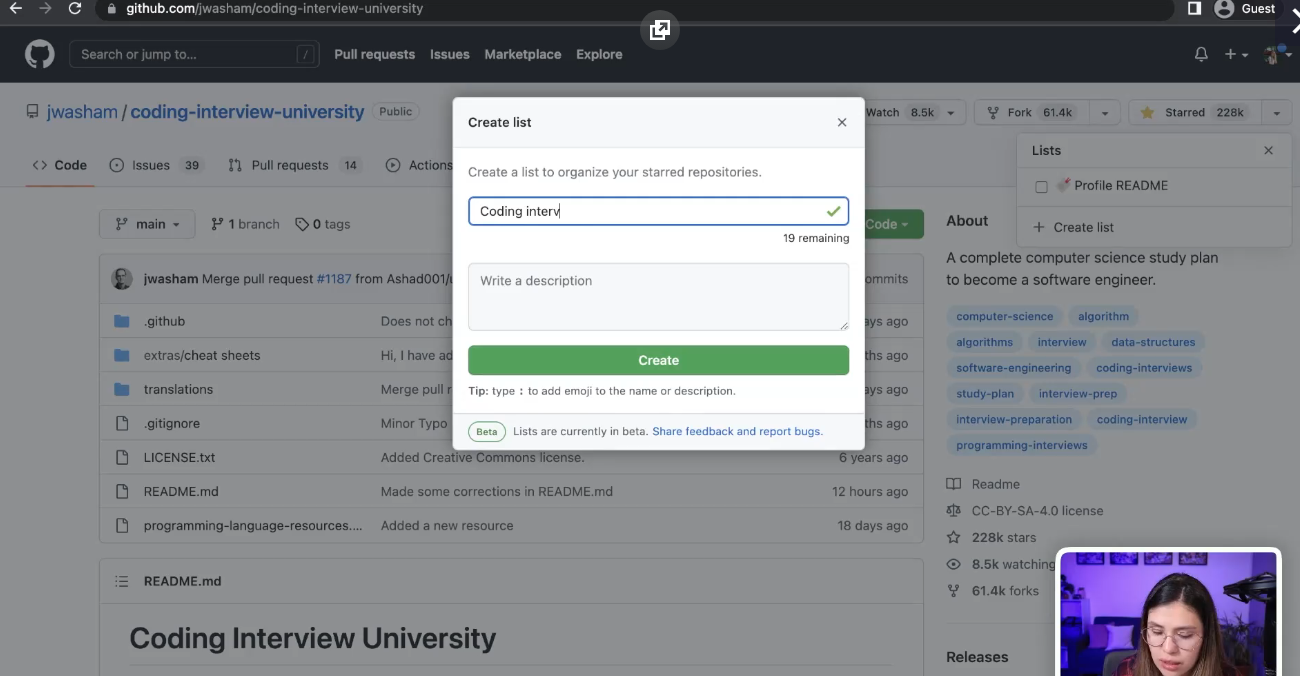 github.com/jwasham/coding-interview-university
Guest
Search or jump to...
/
Pull requests
Issues
Marketplace
Explore
jwasham / coding-interview-university
Public
Watch 8.5k
Fork 61.4k
Starred 228k
Code
Issues 39
Pull requests 14
Actions
Lists
Profile README
Create list
main
1 branch
0 tags
Code
About
A complete computer science study plan
to become a software engineer.
jwasham Merge pull request #1187 from Ashad001/
ommits
.github
Does not ch
ays ago
extras/cheat sheets
Hi, I have ad
ths ago
translations
Merge pull r
ays ago
.gitignore
Minor Typo
ths ago
LICENSE.txt
Added Creative Commons license.
6 years ago
README.md
Made some corrections in README.md
12 hours ago
programming-language-resources....
Added a new resource
18 days ago
README.md
Coding Interview University
Create list
Create a list to organize your starred repositories.
Coding interv
19 remaining
Write a description
Create
Tip: type : to add emoji to the name or description.
Beta
Lists are currently in beta. Share feedback and report bugs.
computer-science
algorithm
algorithms
interview
data-structures
software-engineering
coding-interviews
study-plan
interview-prep
interview-preparation
coding-interview
programming-interviews
Readme
CC-BY-SA-4.0 license
228k stars
8.5k watching
61.4k forks
Releases